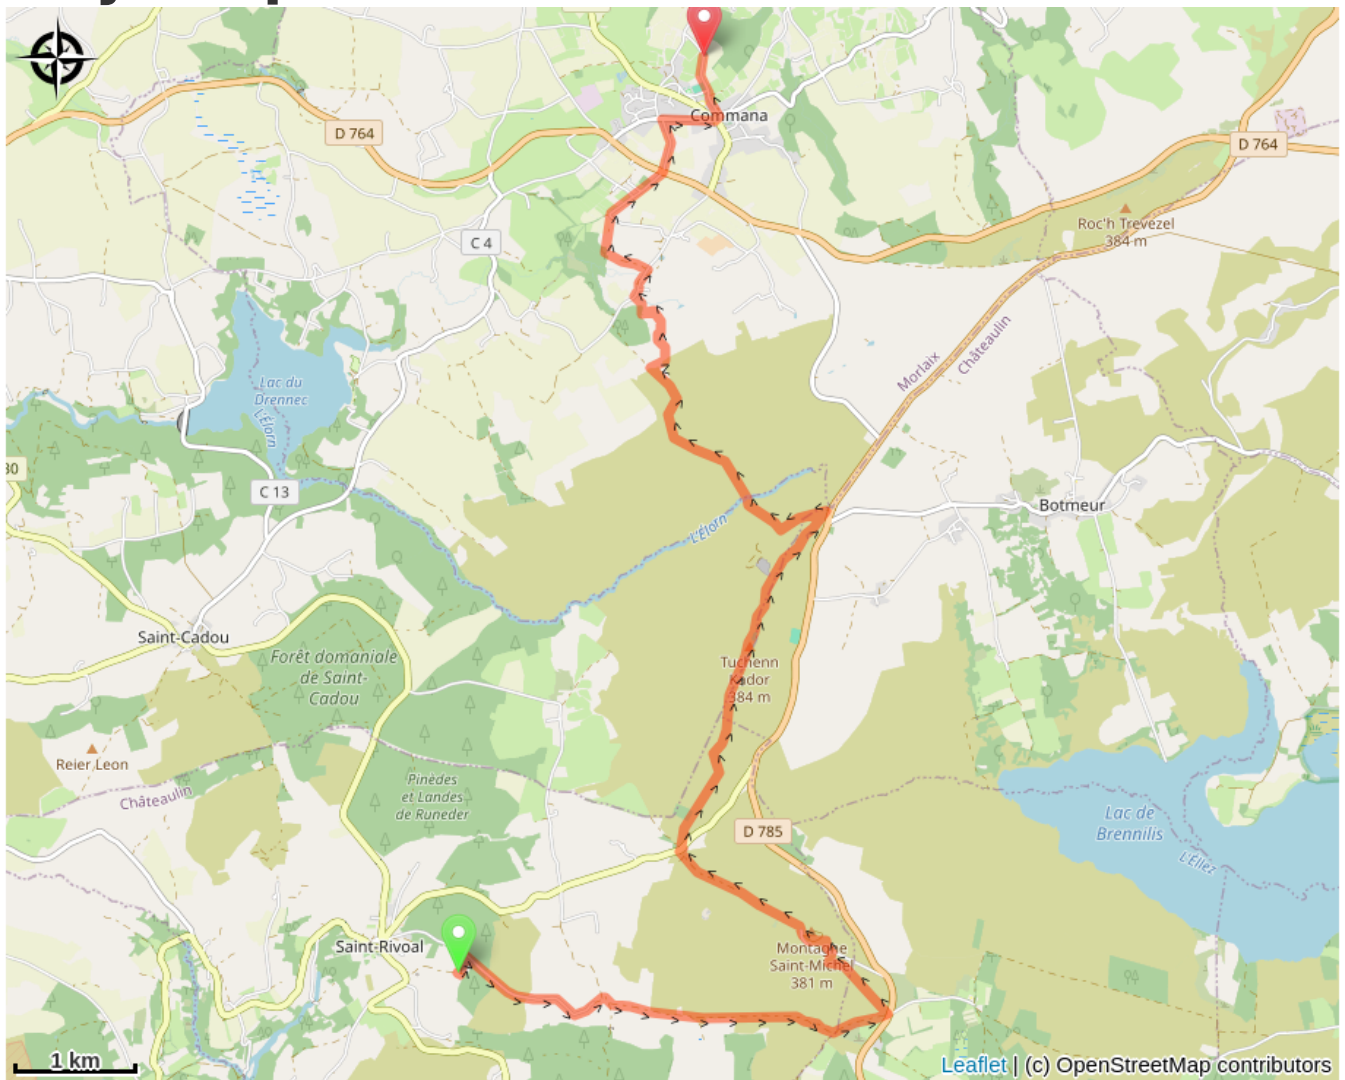 Commana
D 764
D 764
Roc'h Trevezel
384 m
C 4
Morlaix
Châteaulin
Lac du
Drennec
L'Élorn
30
C 13
Botmeur
L'Élorn
Saint-Cadou
Forêt domaniale
de Saint-
Cadou
Tuchenn
Kador
384 m
Reier Leon
Châteaulin
Pinèdes
et Landes
de Runeder
D 785
Lac de
Brennilis
L'Éllez
Saint-Rivoal
Montagne
Saint-Michel
381 m
1 km
Leaflet | (c) OpenStreetMap contributors